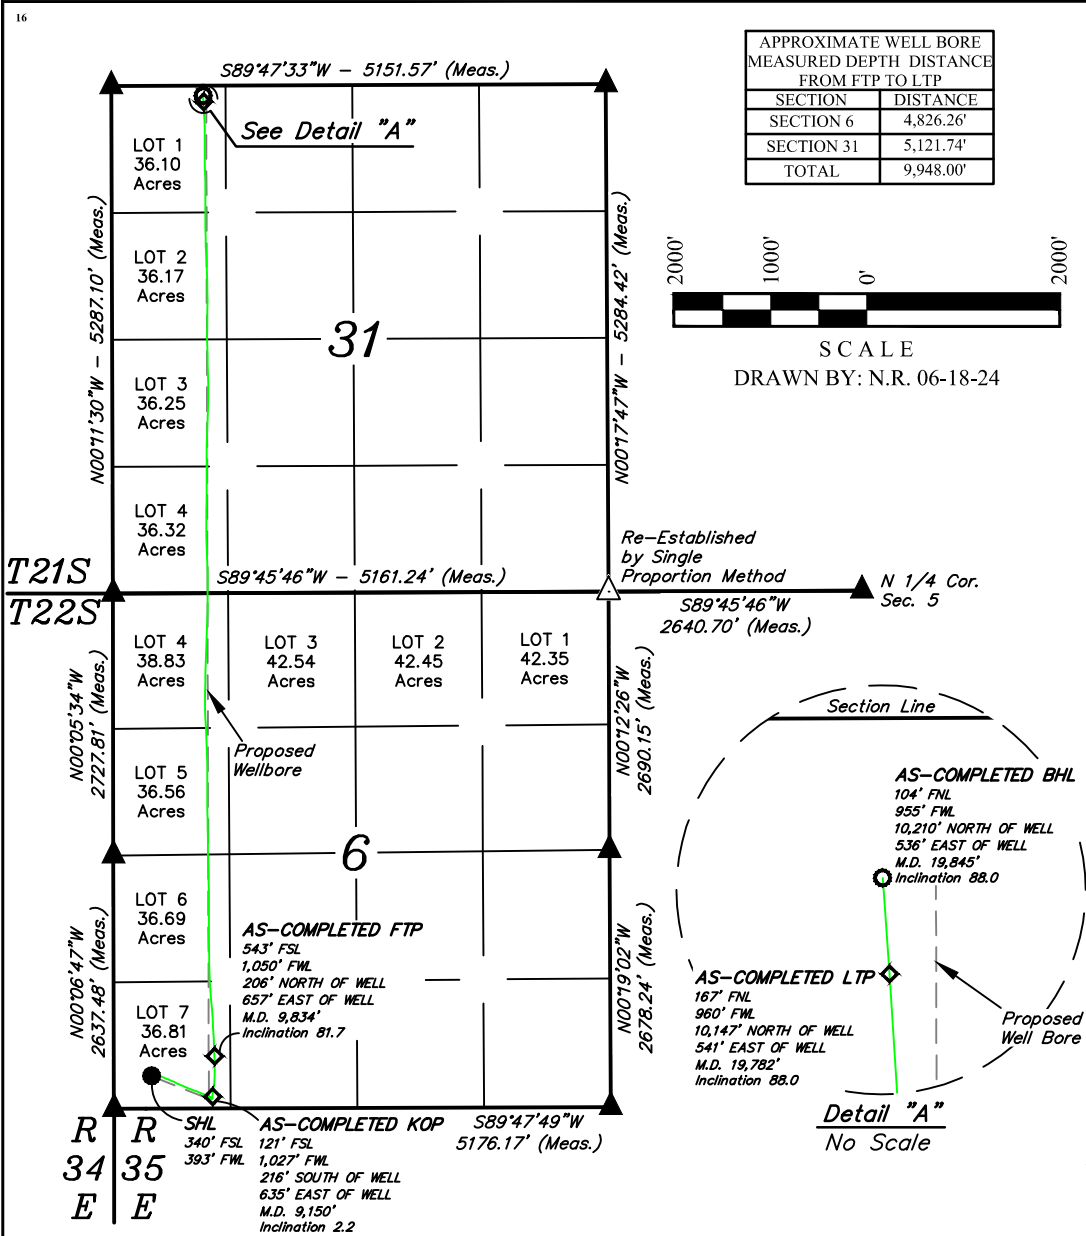 16
S89°47'33"W - 5151.57' (Meas.)
See Detail "A"
LOT 1
36.10
Acres
LOT 2
36.17
Acres
LOT 3
36.25
Acres
LOT 4
36.32
Acres
31
N00°11'30"W - 5287.10' (Meas.)
N00°17'47"W - 5284.42' (Meas.)
APPROXIMATE WELL BORE
MEASURED DEPTH DISTANCE
FROM FTP TO LTP
SECTION DISTANCE
SECTION 6 4,826.26'
SECTION 31 5,121.74'
TOTAL 9,948.00'
2000' 1000' 0' 2000'
SCALE
DRAWN BY: N.R. 06-18-24
T21S
T22S
S89°45'46"W - 5161.24' (Meas.)
Re-Established
by Single
Proportion Method
S89°45'46"W
2640.70' (Meas.)
N 1/4 Cor.
Sec. 5
LOT 4
38.83
Acres
LOT 3
42.54
Acres
LOT 2
42.45
Acres
LOT 1
42.35
Acres
N00°05'34"W
2727.81' (Meas.)
N00°12'26"W
2690.15' (Meas.)
Proposed
Wellbore
LOT 5
36.56
Acres
6
LOT 6
36.69
Acres
LOT 7
36.81
Acres
N00°06'47"W
2637.48' (Meas.)
N00°19'02"W
2678.24' (Meas.)
AS-COMPLETED FTP
543' FSL
1,050' FWL
206' NORTH OF WELL
657' EAST OF WELL
M.D. 9,834'
Inclination 81.7
SHL
340' FSL
393' FWL
AS-COMPLETED KOP
121' FSL
1,027' FWL
216' SOUTH OF WELL
635' EAST OF WELL
M.D. 9,150'
Inclination 2.2
S89°47'49"W
5176.17' (Meas.)
R R
34 35
E E
Section Line
AS-COMPLETED BHL
104' FNL
955' FWL
10,210' NORTH OF WELL
536' EAST OF WELL
M.D. 19,845'
Inclination 88.0
AS-COMPLETED LTP
167' FNL
960' FWL
10,147' NORTH OF WELL
541' EAST OF WELL
M.D. 19,782'
Inclination 88.0
Proposed
Well Bore
Detail "A"
No Scale